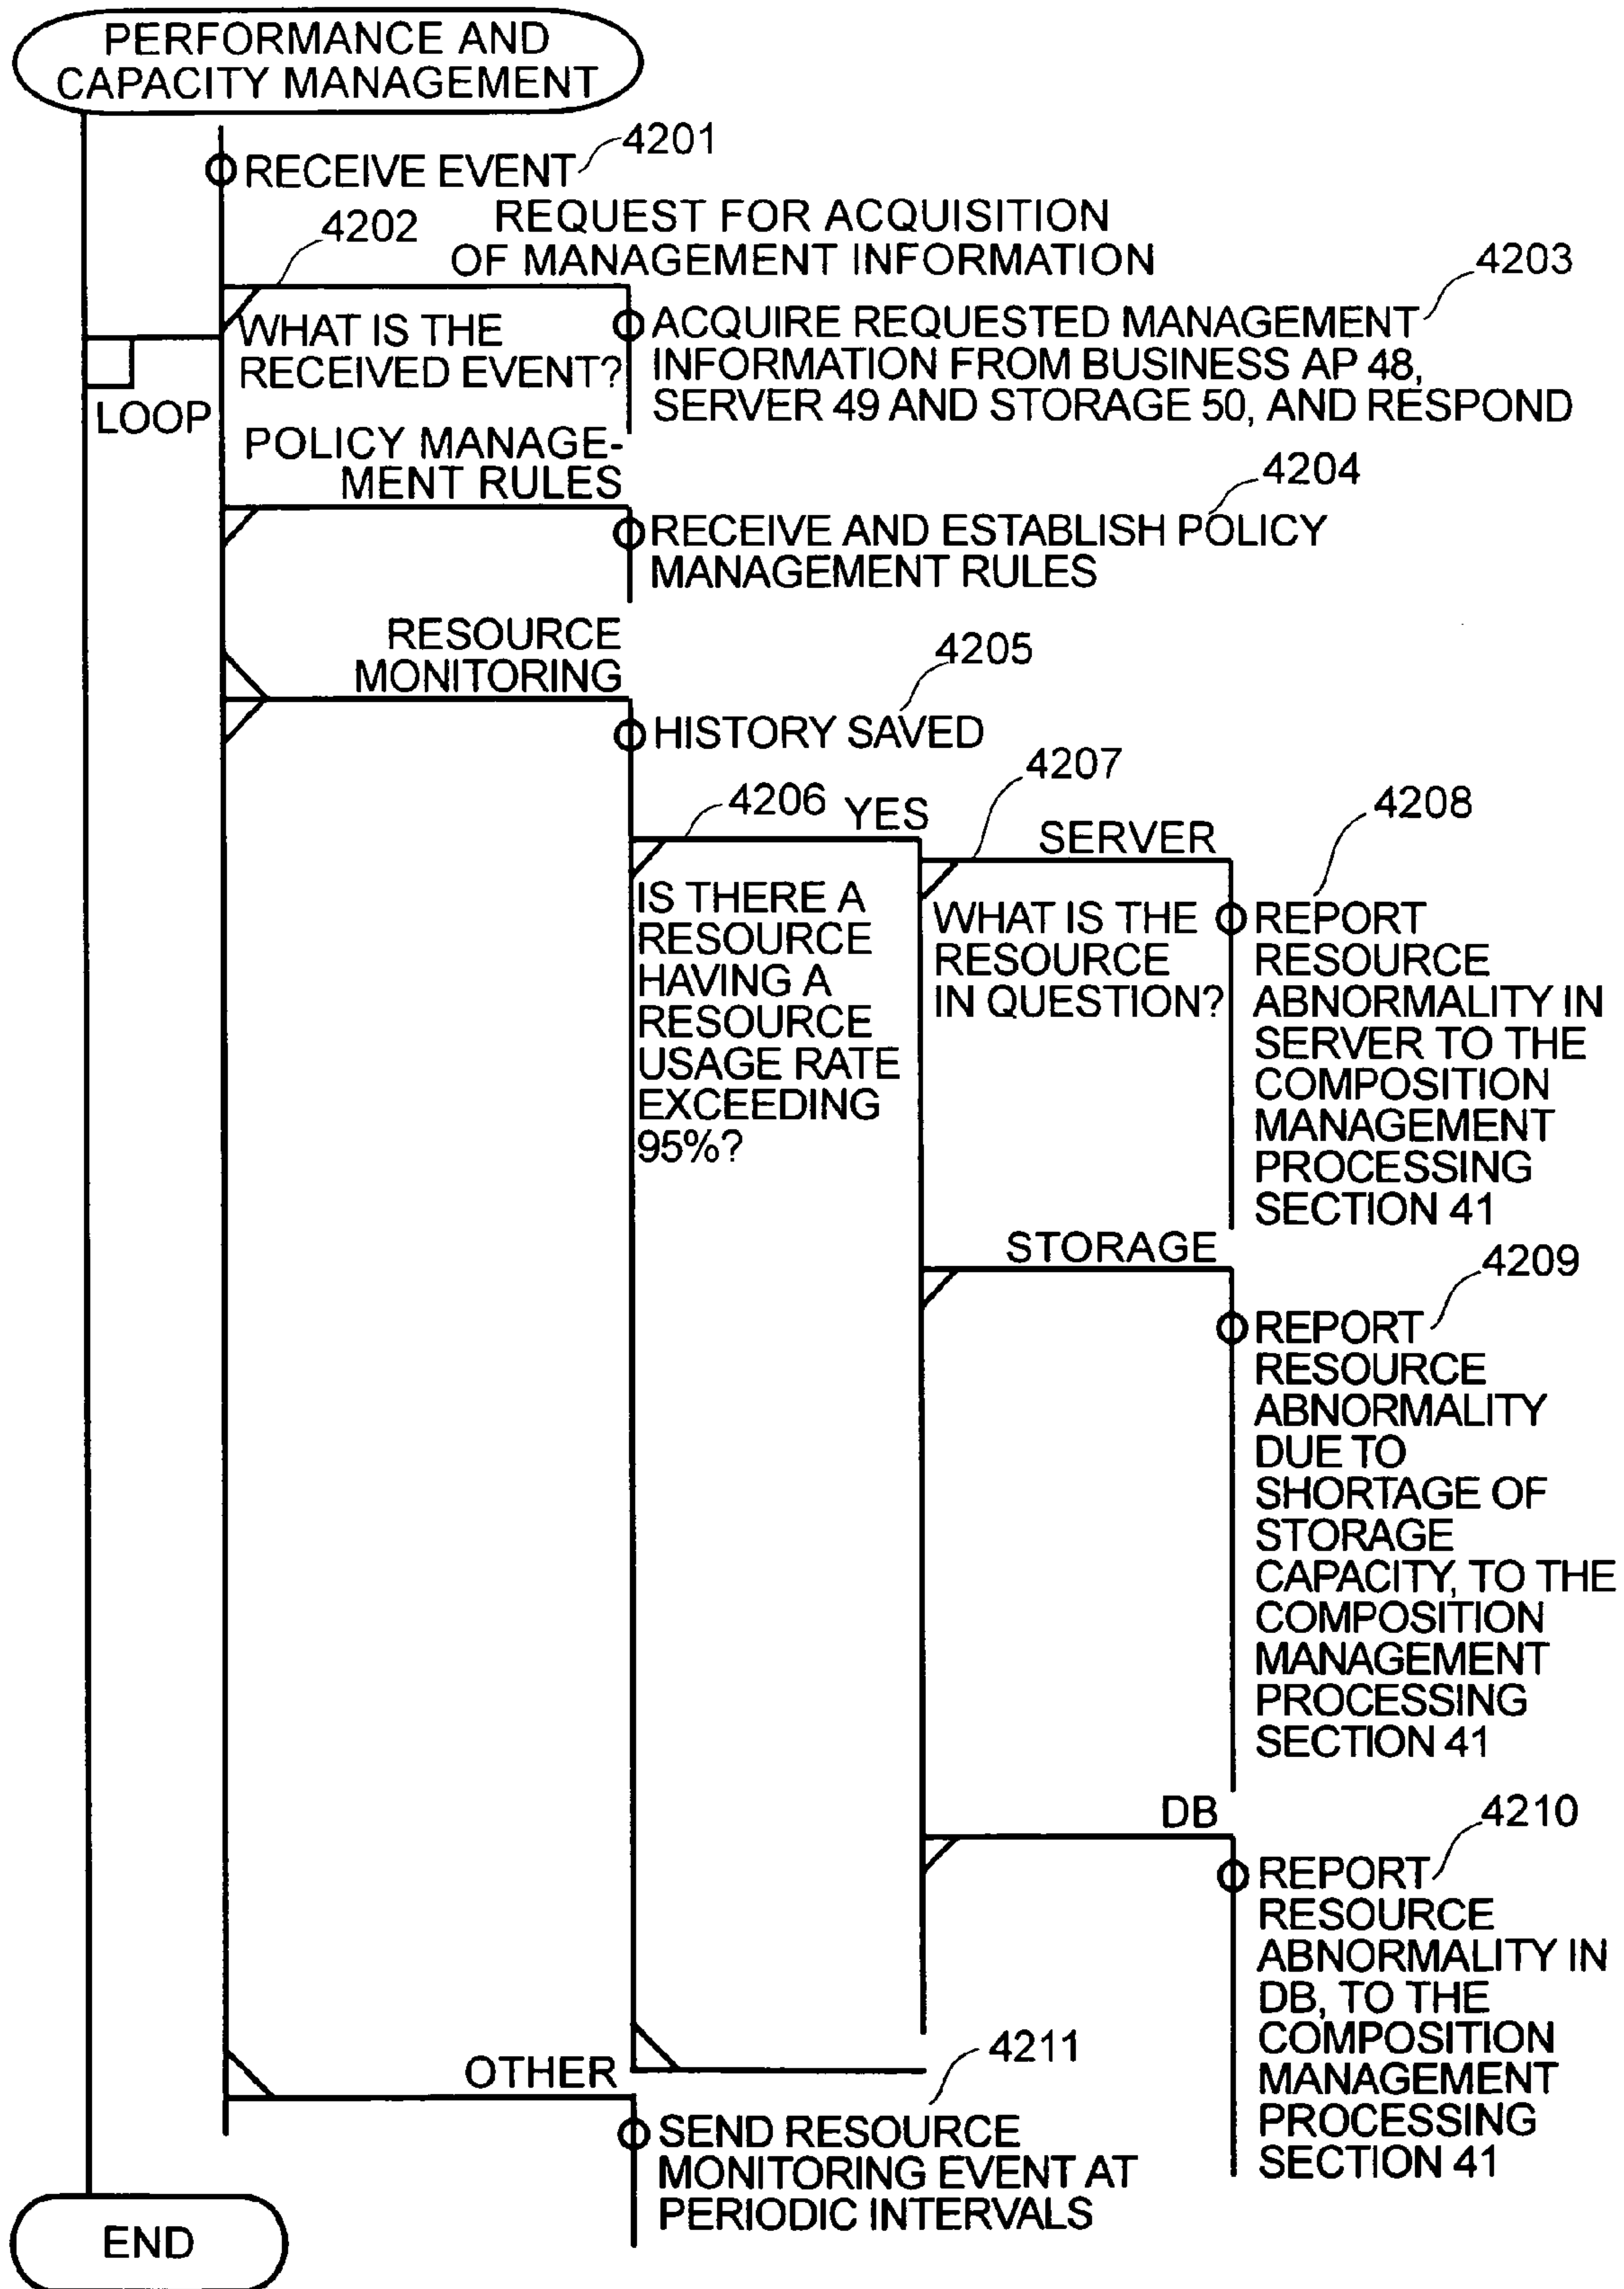 PERFORMANCE AND
CAPACITY MANAGEMENT
RECEIVE EVENT
4201
4202
REQUEST FOR ACQUISITION
OF MANAGEMENT INFORMATION
4203
WHAT IS THE
RECEIVED EVENT?
ACQUIRE REQUESTED MANAGEMENT
INFORMATION FROM BUSINESS AP 48,
SERVER 49 AND STORAGE 50, AND RESPOND
LOOP
POLICY MANAGE-
MENT RULES
4204
RECEIVE AND ESTABLISH POLICY
MANAGEMENT RULES
RESOURCE
MONITORING
4205
HISTORY SAVED
4206
YES
4207
SERVER
4208
IS THERE A
RESOURCE
HAVING A
RESOURCE
USAGE RATE
EXCEEDING
95%?
WHAT IS THE
RESOURCE
IN QUESTION?
REPORT
RESOURCE
ABNORMALITY IN
SERVER TO THE
COMPOSITION
MANAGEMENT
PROCESSING
SECTION 41
STORAGE
4209
REPORT
RESOURCE
ABNORMALITY
DUE TO
SHORTAGE OF
STORAGE
CAPACITY, TO THE
COMPOSITION
MANAGEMENT
PROCESSING
SECTION 41
DB
4210
REPORT
RESOURCE
ABNORMALITY IN
DB, TO THE
COMPOSITION
MANAGEMENT
PROCESSING
SECTION 41
OTHER
4211
SEND RESOURCE
MONITORING EVENT AT
PERIODIC INTERVALS
END